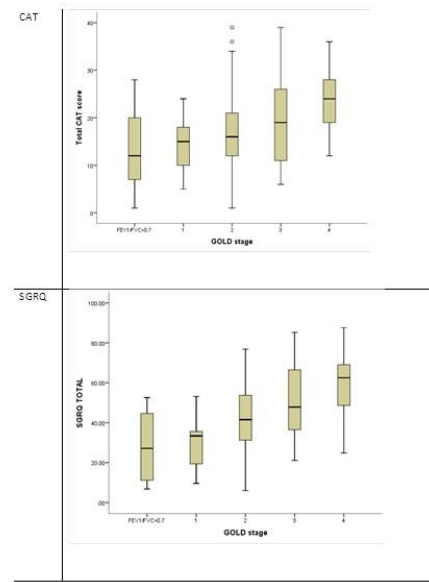 CAT
40
30
20
10
0
Total CAT score
FEV1/FVC>0.7 1 2 3 4
GOLD stage
SGRQ
100.00
80.00
60.00
40.00
20.00
.00
SGRQ TOTAL
FEV1/FVC>0.7 1 2 3 4
GOLD stage